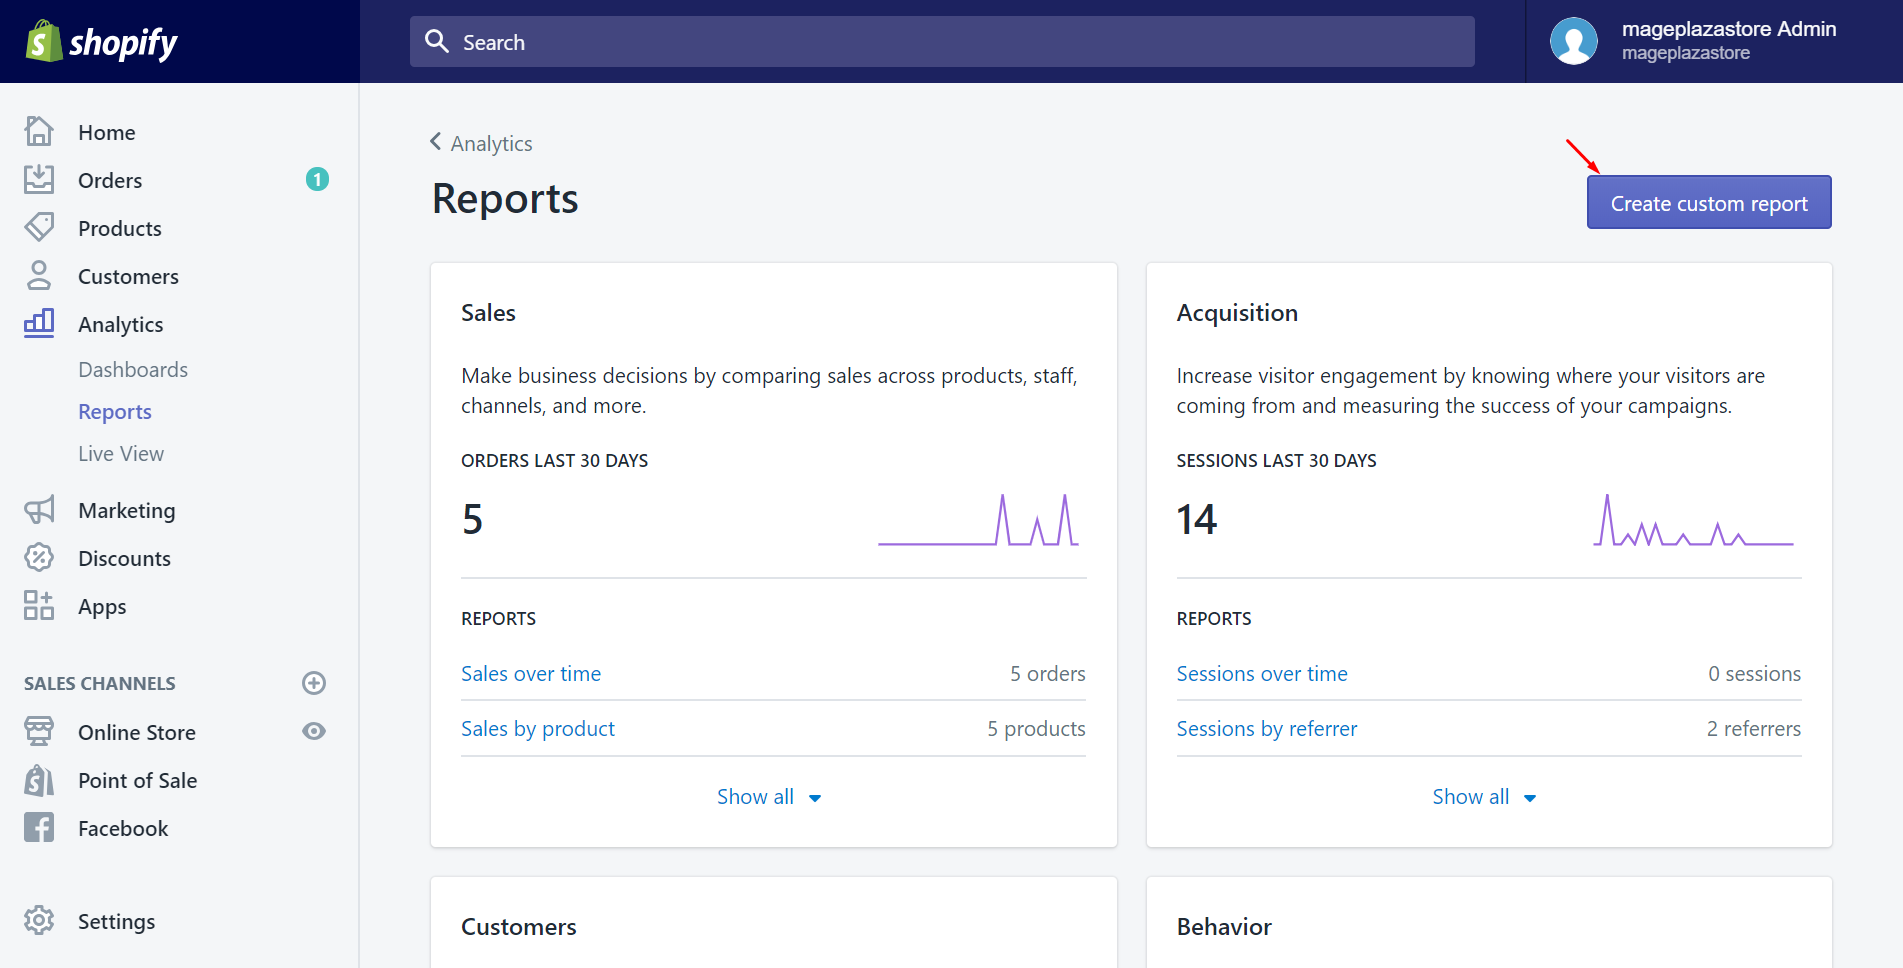 shopify
Search
mageplazastore Admin
mageplazastore
Home
Orders
1
Products
Customers
Analytics
Dashboards
Reports
Live View
Marketing
Discounts
Apps
SALES CHANNELS
Online Store
Point of Sale
Facebook
Settings
Analytics
Reports
Create custom report
Sales
Make business decisions by comparing sales across products, staff,
channels, and more.
ORDERS LAST 30 DAYS
5
REPORTS
Sales over time
5 orders
Sales by product
5 products
Show all
Acquisition
Increase visitor engagement by knowing where your visitors are
coming from and measuring the success of your campaigns.
SESSIONS LAST 30 DAYS
14
REPORTS
Sessions over time
0 sessions
Sessions by referrer
2 referrers
Show all
Customers
Behavior